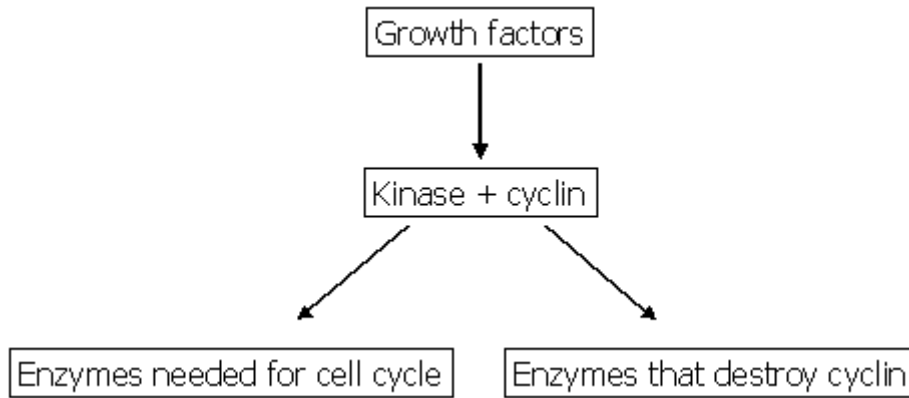 Growth factors
Kinase + cyclin
Enzymes needed for cell cycle
Enzymes that destroy cyclin